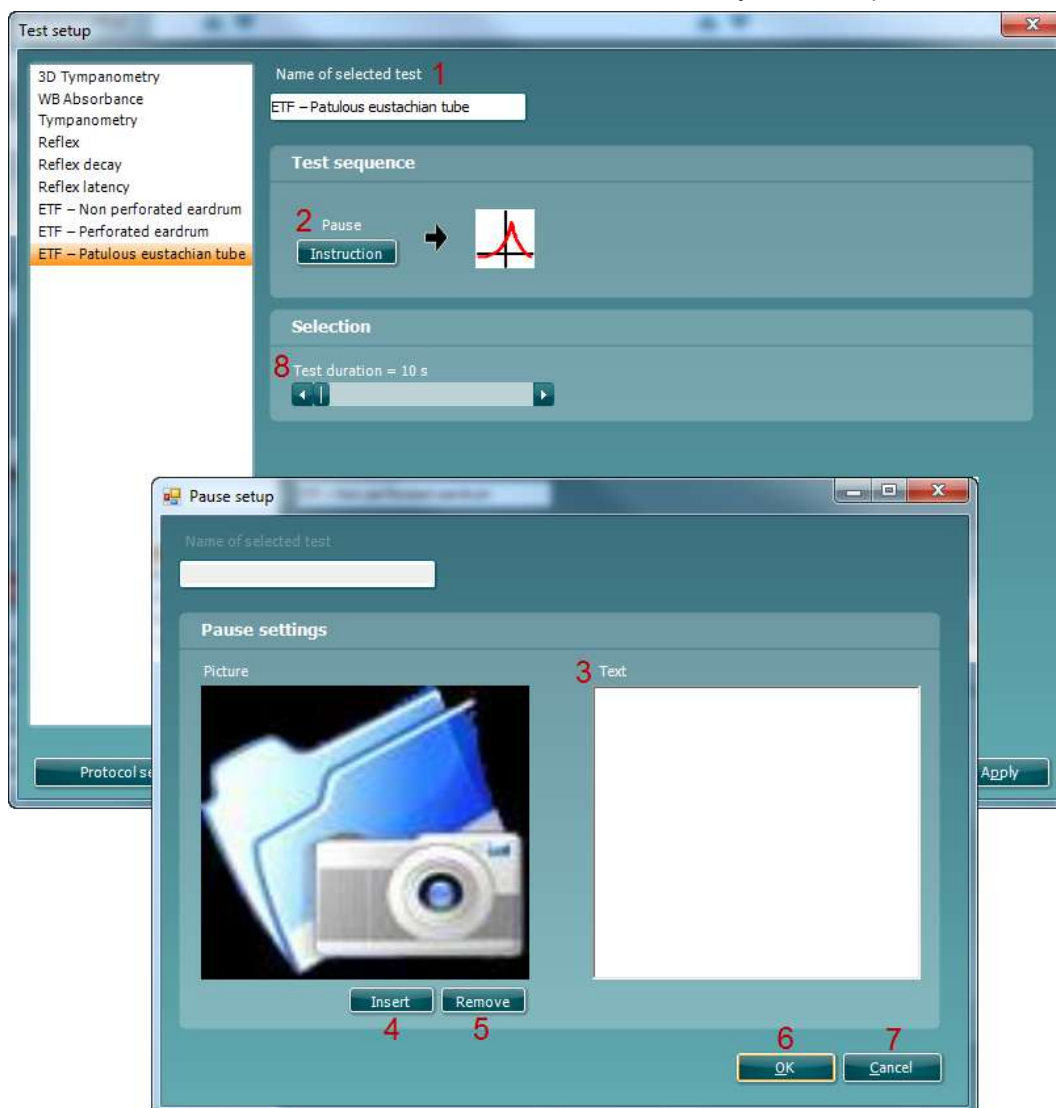 Test setup
3D Tympanometry
WB Absorbance
Tympanometry
Reflex
Reflex decay
Reflex latency
ETF – Non perforated eardrum
ETF – Perforated eardrum
ETF – Patulous eustachian tube
Name of selected test 1
ETF – Patulous eustachian tube
Test sequence
2 Pause
Instruction
Selection
8 Test duration = 10 s
Protocol se
Apply
Pause setup
Name of selected test
Pause settings
Picture
3 Text
Insert Remove
4 5
6 7
OK Cancel